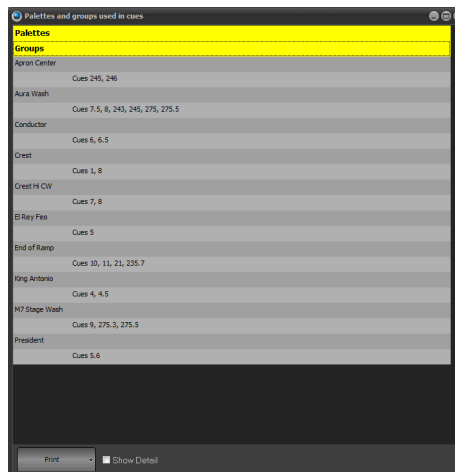 Palettes and groups used in cues
Palettes
Groups
Apron Center
Cues 245, 246
Aura Wash
Cues 7.5, 8, 243, 245, 275, 275.5
Conductor
Cues 6, 6.5
Crest
Cues 1, 8
Crest Hi CW
Cues 7, 8
El Rey Feo
Cues 5
End of Ramp
Cues 10, 11, 21, 235.7
King Antonio
Cues 4, 4.5
M7 Stage Wash
Cues 9, 275.3, 275.5
President
Cues 5.6
Print
Show Detail